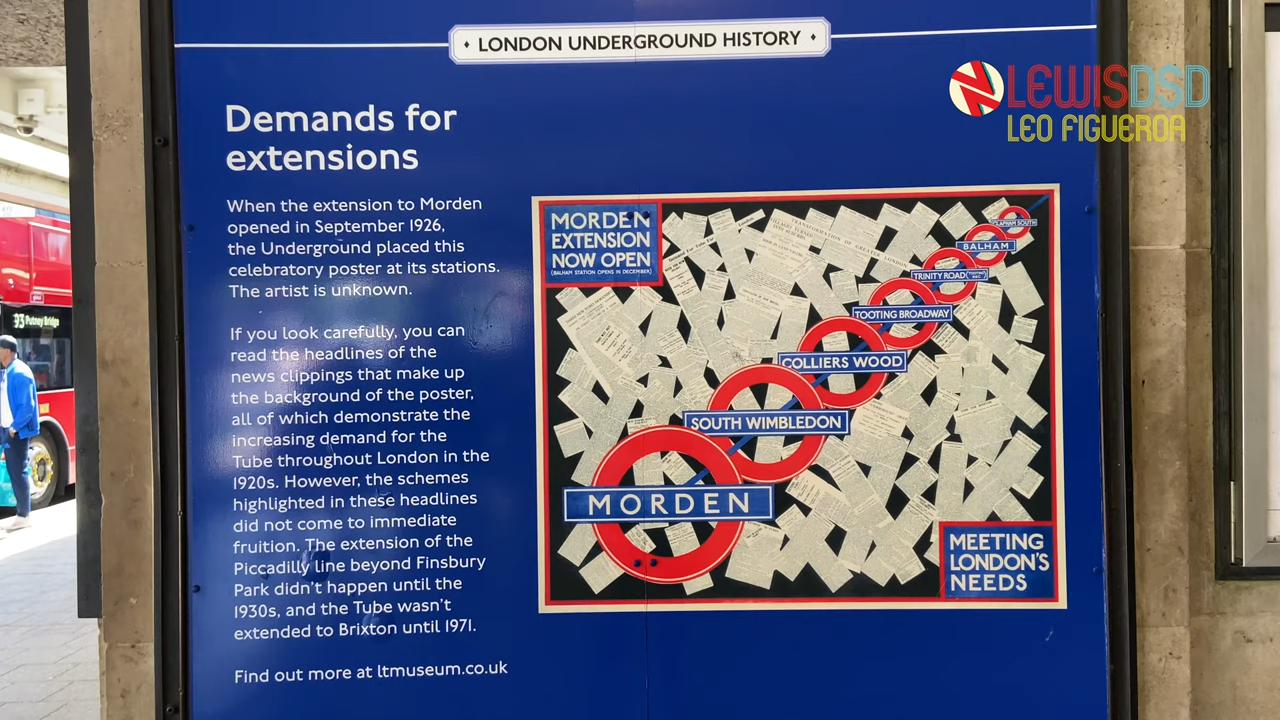 LONDON UNDERGROUND HISTORY
LEWISDSD
LEO FIGUEROA
Demands for
extensions
When the extension to Morden
opened in September 1926,
the Underground placed this
celebratory poster at its stations.
The artist is unknown.
If you look carefully, you can
read the headlines of the
news clippings that make up
the background of the poster,
all of which demonstrate the
increasing demand for the
Tube throughout London in the
1920s. However, the schemes
highlighted in these headlines
did not come to immediate
fruition. The extension of the
Piccadilly line beyond Finsbury
Park didn't happen until the
1930s, and the Tube wasn't
extended to Brixton until 1971.
Find out more at ltmuseum.co.uk
MORDEN
EXTENSION
NOW OPEN
(BALHAM STATION OPENS IN DECEMBER)
TRANSFORMATION OF GREATER LONDON
CLAPHAM SOUTH
BALHAM
TRINITY ROAD
TOOTING BROADWAY
COLLIERS WOOD
SOUTH WIMBLEDON
MORDEN
MEETING
LONDON'S
NEEDS
93 Putney Bridge